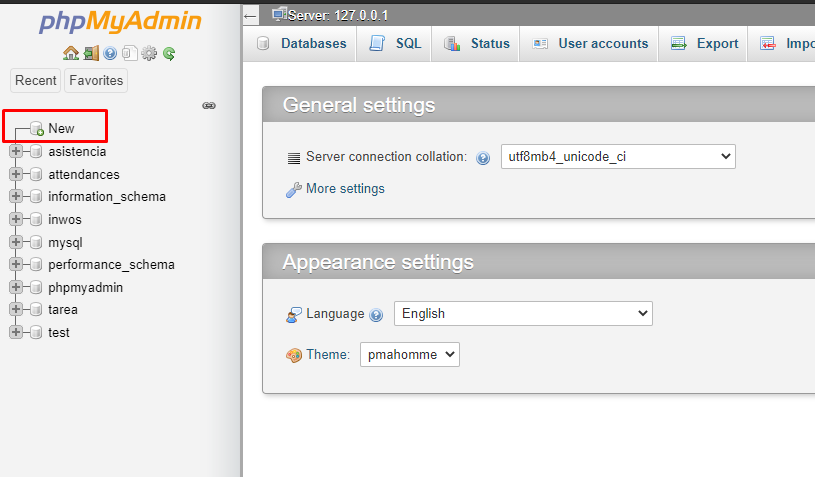 phpMyAdmin
Recent Favorites
New
asistencia
attendances
information_schema
inwos
mysql
performance_schema
phpmyadmin
tarea
test
Server: 127.0.0.1
Databases SQL Status User accounts Export Impo
General settings
Server connection collation: utf8mb4_unicode_ci
More settings
Appearance settings
Language English
Theme: pmahomme